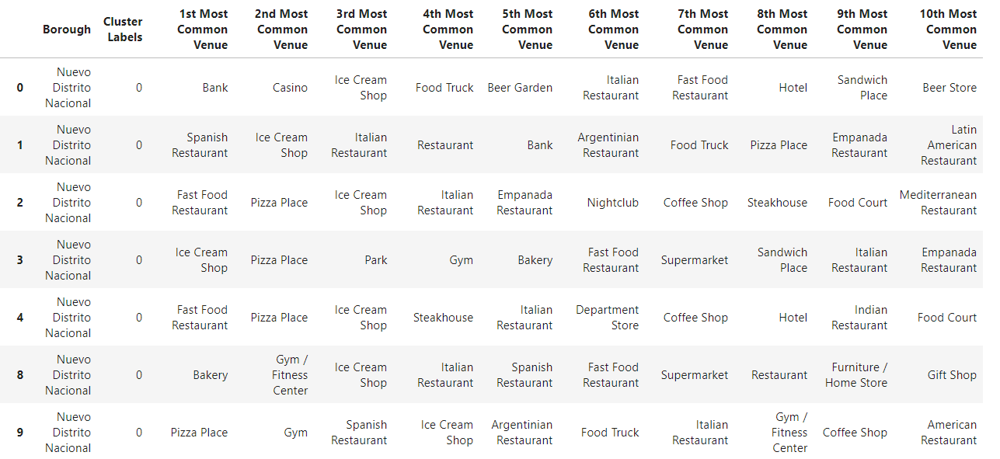 Borough Cluster Labels 1st Most Common Venue 2nd Most Common Venue 3rd Most Common Venue 4th Most Common Venue 5th Most Common Venue 6th Most Common Venue 7th Most Common Venue 8th Most Common Venue 9th Most Common Venue 10th Most Common Venue
0 Nuevo Distrito Nacional 0 Bank Casino Ice Cream Shop Food Truck Beer Garden Italian Restaurant Fast Food Restaurant Hotel Sandwich Place Beer Store
1 Nuevo Distrito Nacional 0 Spanish Restaurant Ice Cream Shop Italian Restaurant Restaurant Bank Argentinian Restaurant Food Truck Pizza Place Empanada Restaurant Latin American Restaurant
2 Nuevo Distrito Nacional 0 Fast Food Restaurant Pizza Place Ice Cream Shop Italian Restaurant Empanada Restaurant Nightclub Coffee Shop Steakhouse Food Court Mediterranean Restaurant
3 Nuevo Distrito Nacional 0 Ice Cream Shop Pizza Place Park Gym Bakery Fast Food Restaurant Supermarket Sandwich Place Italian Restaurant Empanada Restaurant
4 Nuevo Distrito Nacional 0 Fast Food Restaurant Pizza Place Ice Cream Shop Steakhouse Italian Restaurant Department Store Coffee Shop Hotel Indian Restaurant Food Court
8 Nuevo Distrito Nacional 0 Bakery Gym / Fitness Center Ice Cream Shop Italian Restaurant Spanish Restaurant Fast Food Restaurant Supermarket Restaurant Furniture / Home Store Gift Shop
9 Nuevo Distrito Nacional 0 Pizza Place Gym Spanish Restaurant Ice Cream Shop Argentinian Restaurant Food Truck Italian Restaurant Gym / Fitness Center Coffee Shop American Restaurant